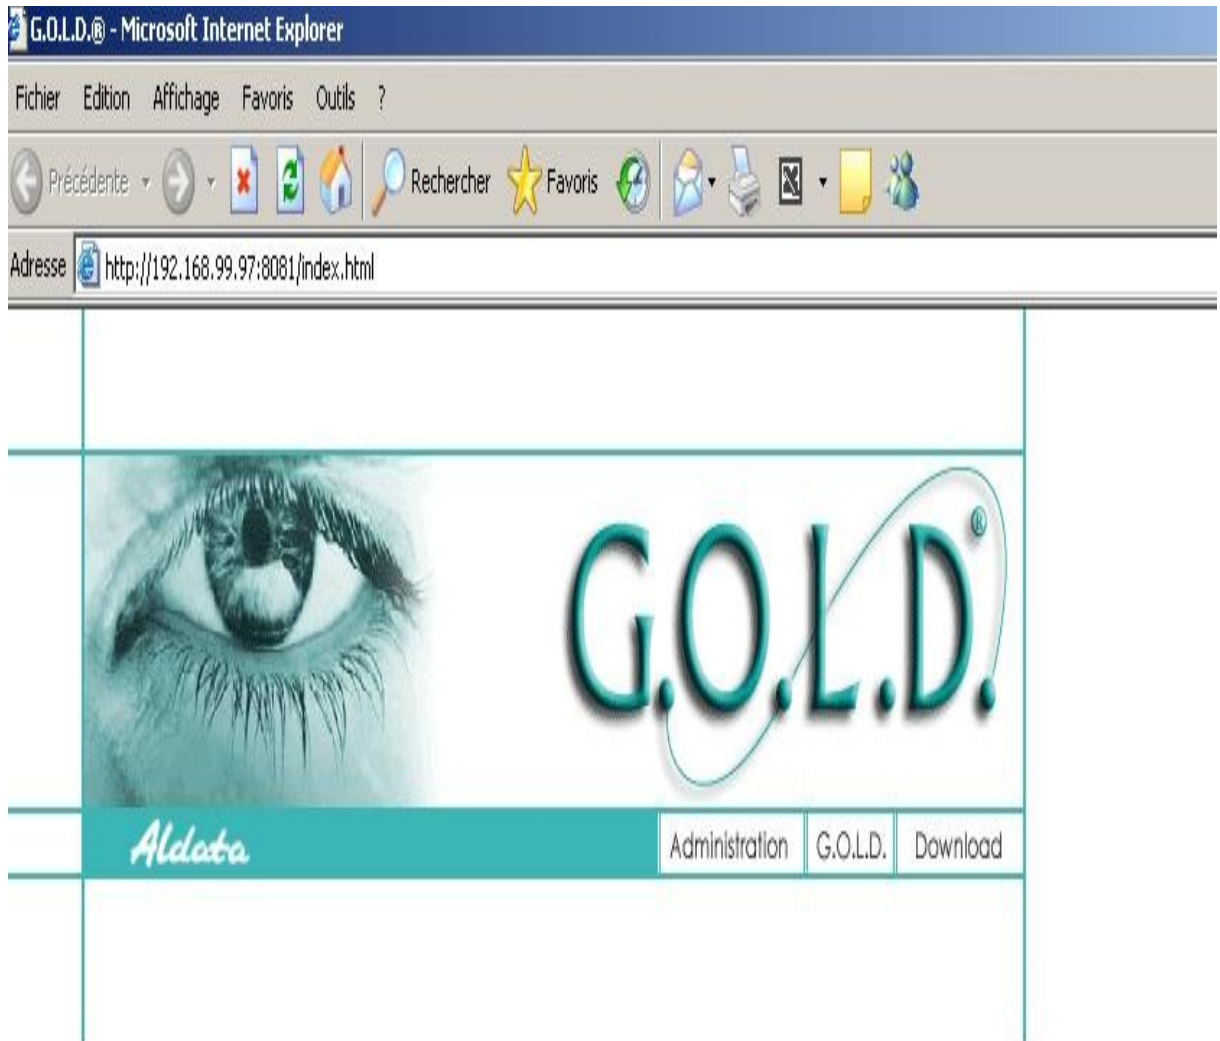 G.O.L.D.® - Microsoft Internet Explorer
Fichier Edition Affichage Favoris Outils ?
Précédente Rechercher Favoris
Adresse http://192.168.99.97:8081/index.html
G.O.L.D.®
Aldata Administration G.O.L.D. Download